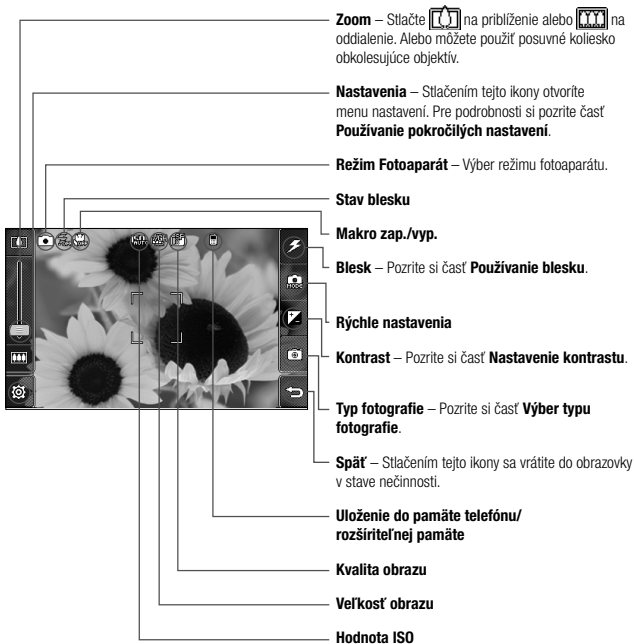 Zoom – Stlačte na priblíženie alebo na
oddialenie. Alebo môžete použiť posuvné koliesko
obkolesujúce objektív.
Nastavenia – Stlačením tejto ikony otvoríte
menu nastavení. Pre podrobnosti si pozrite časť
Používanie pokročilých nastavení.
Režim Fotoaparát – Výber režimu fotoaparátu.
Stav blesku
Makro zap./vyp.
Blesk – Pozrite si časť Používanie blesku.
Rýchle nastavenia
Kontrast – Pozrite si časť Nastavenie kontrastu.
Typ fotografie – Pozrite si časť Výber typu
fotografie.
Späť – Stlačením tejto ikony sa vrátite do obrazovky
v stave nečinnosti.
Uloženie do pamäte telefónu/
rozšíriteľnej pamäte
Kvalita obrazu
Veľkosť obrazu
Hodnota ISO
ISO
AUTO
MODE